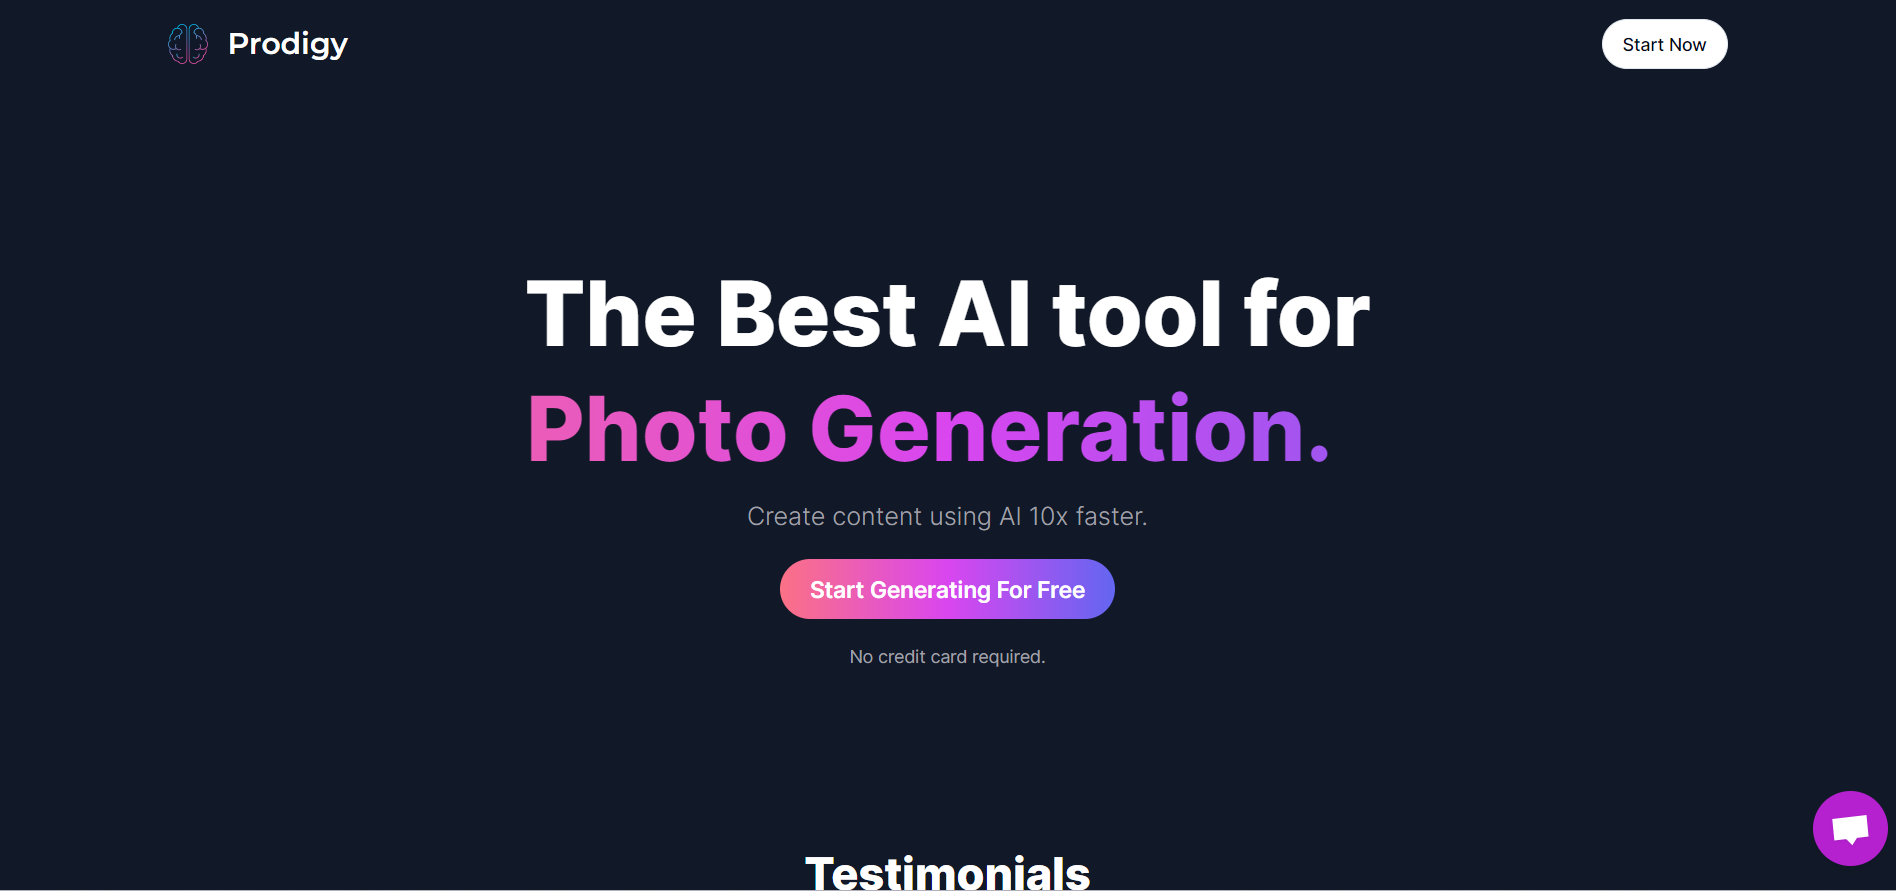 Prodigy
Start Now
The Best AI tool for
Photo Generation.
Create content using AI 10x faster.
Start Generating For Free
No credit card required.
Testimonials